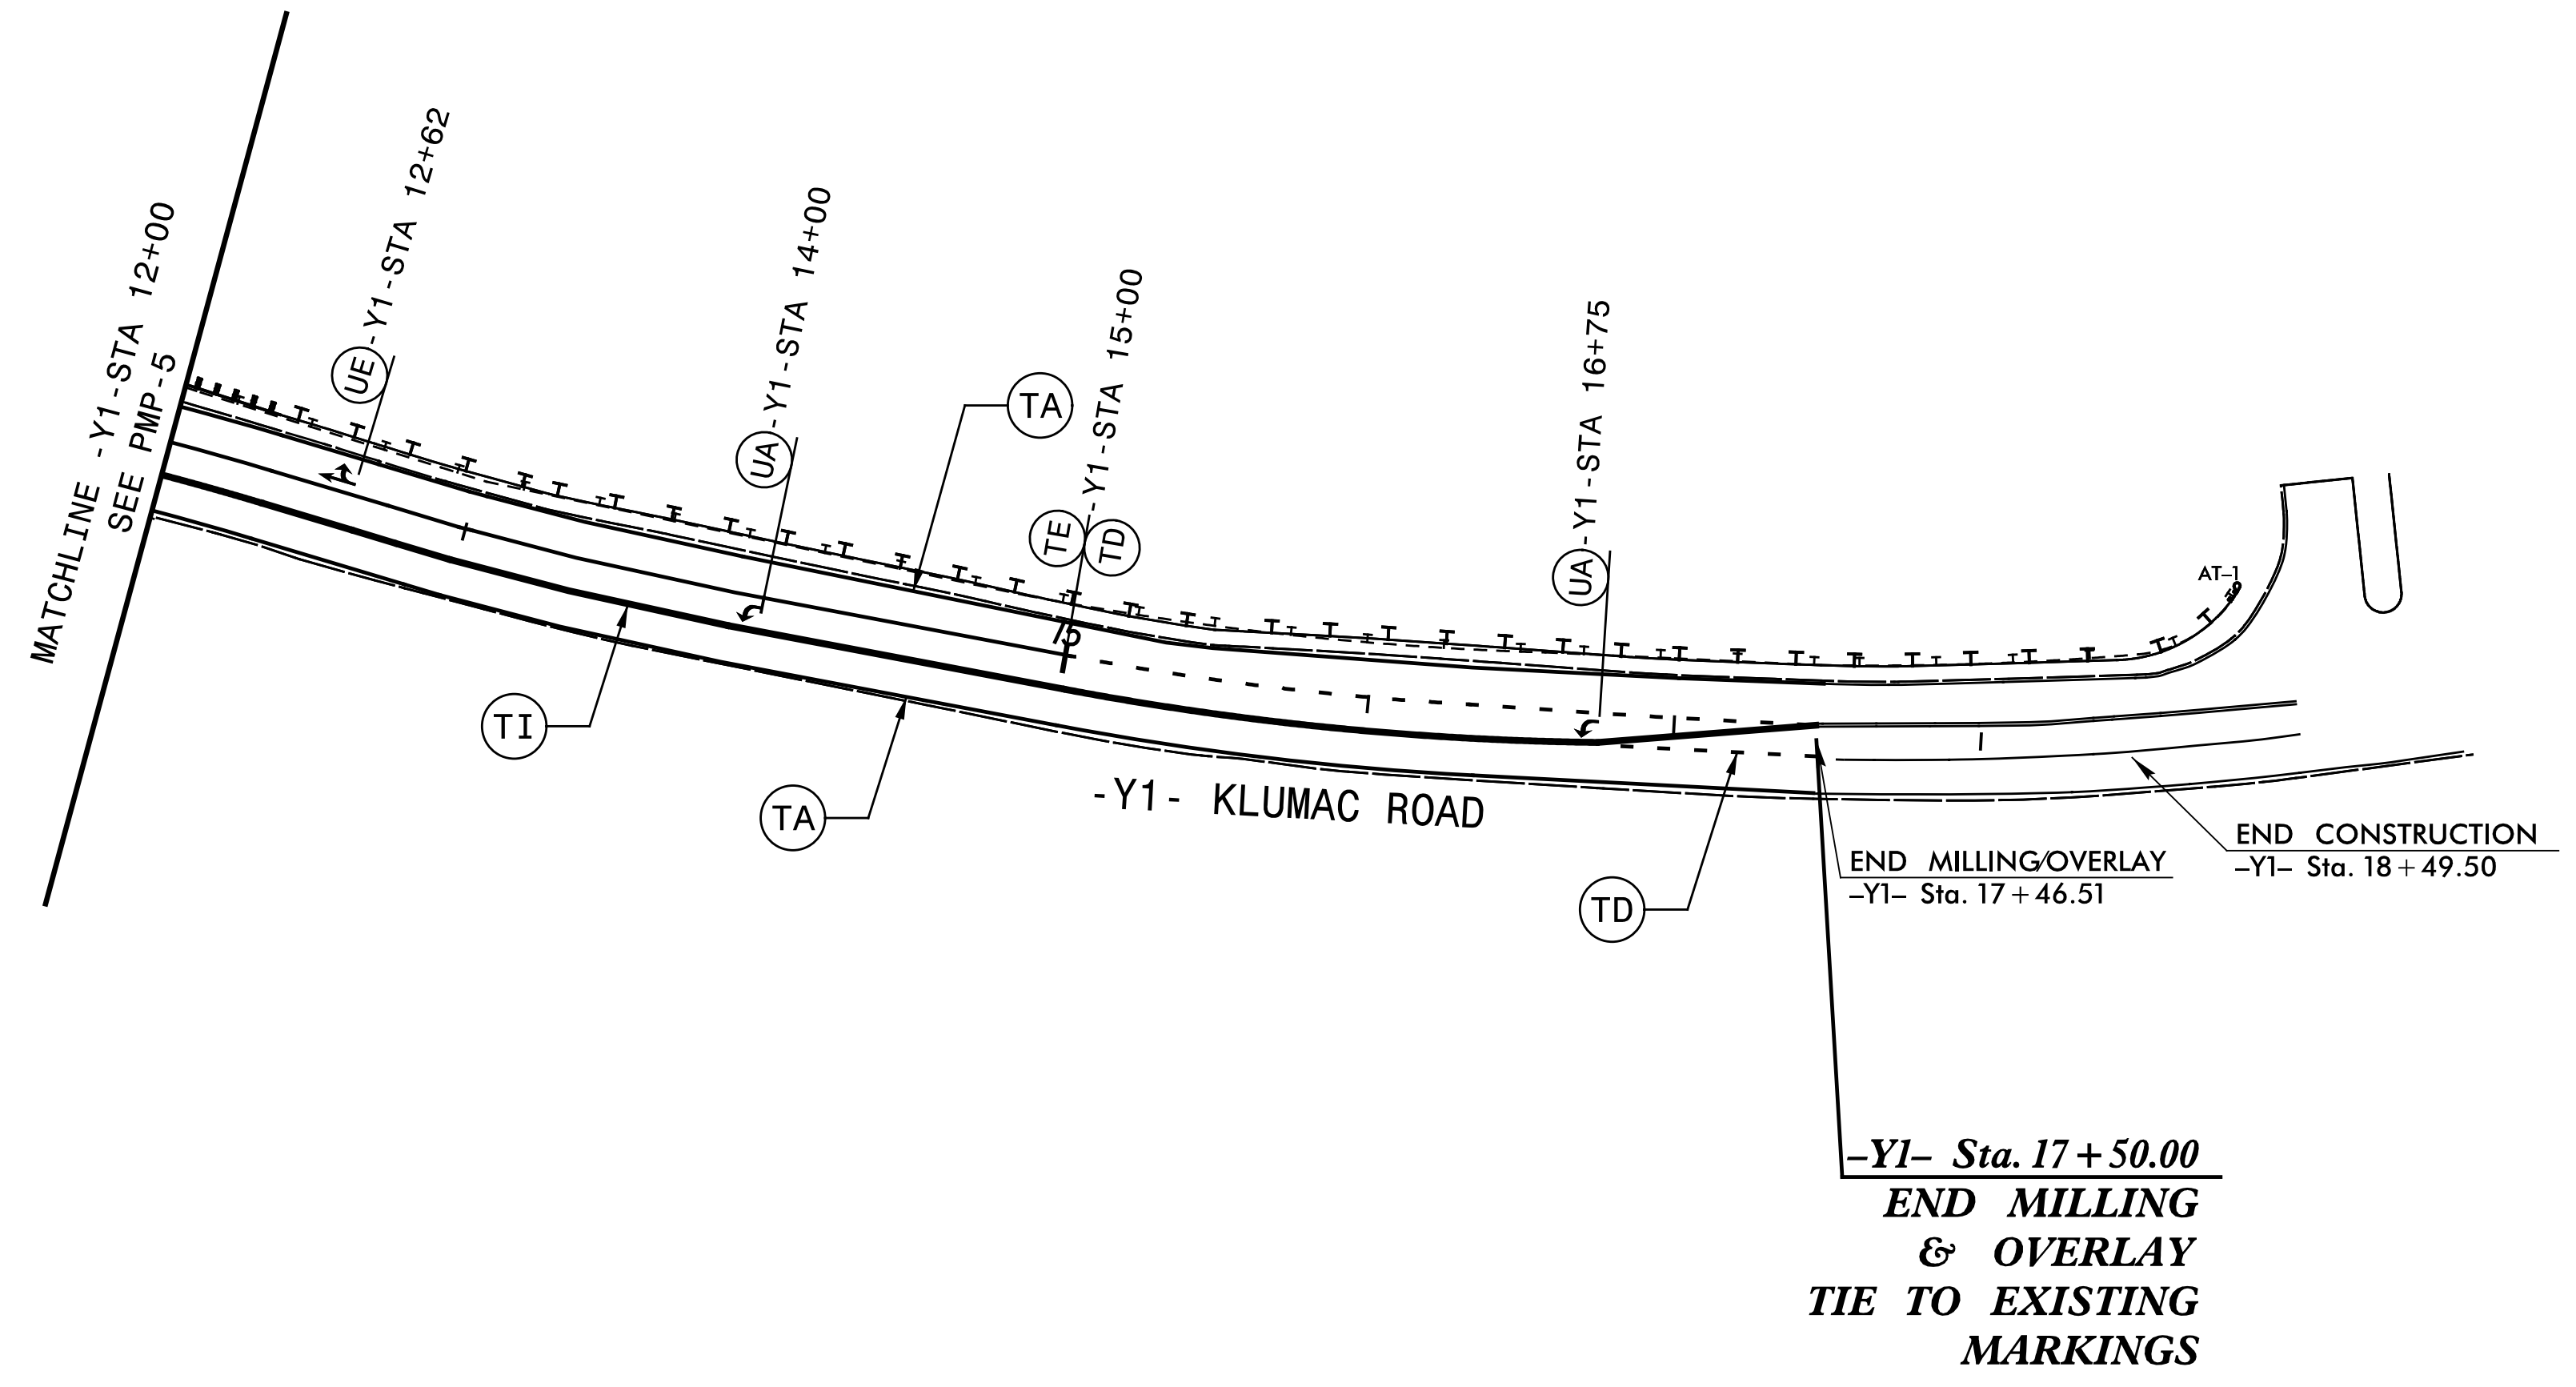 MATCHLINE -Y1-STA 12+00
SEE PMP-5
UE -Y1-STA 12+62
UA -Y1-STA 14+00
TA
TE TD -Y1-STA 15+00
UA -Y1-STA 16+75
15
AT-1
TI
TA
-Y1- KLUMAC ROAD
TD
END MILLING/OVERLAY
-Y1- Sta. 17+46.51
END CONSTRUCTION
-Y1- Sta. 18+49.50
-Y1- Sta. 17+50.00
END MILLING
& OVERLAY
TIE TO EXISTING
MARKINGS